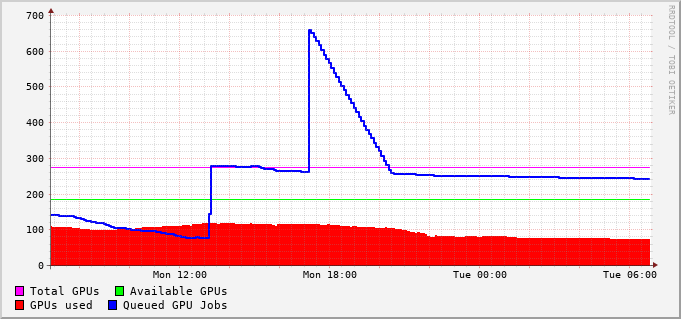 700
600
500
400
300
200
100
0
Mon 12:00 Mon 18:00 Tue 00:00 Tue 06:00
Total GPUs Available GPUs
GPUs used Queued GPU Jobs
RRDTOOL / TOBI OETIKER